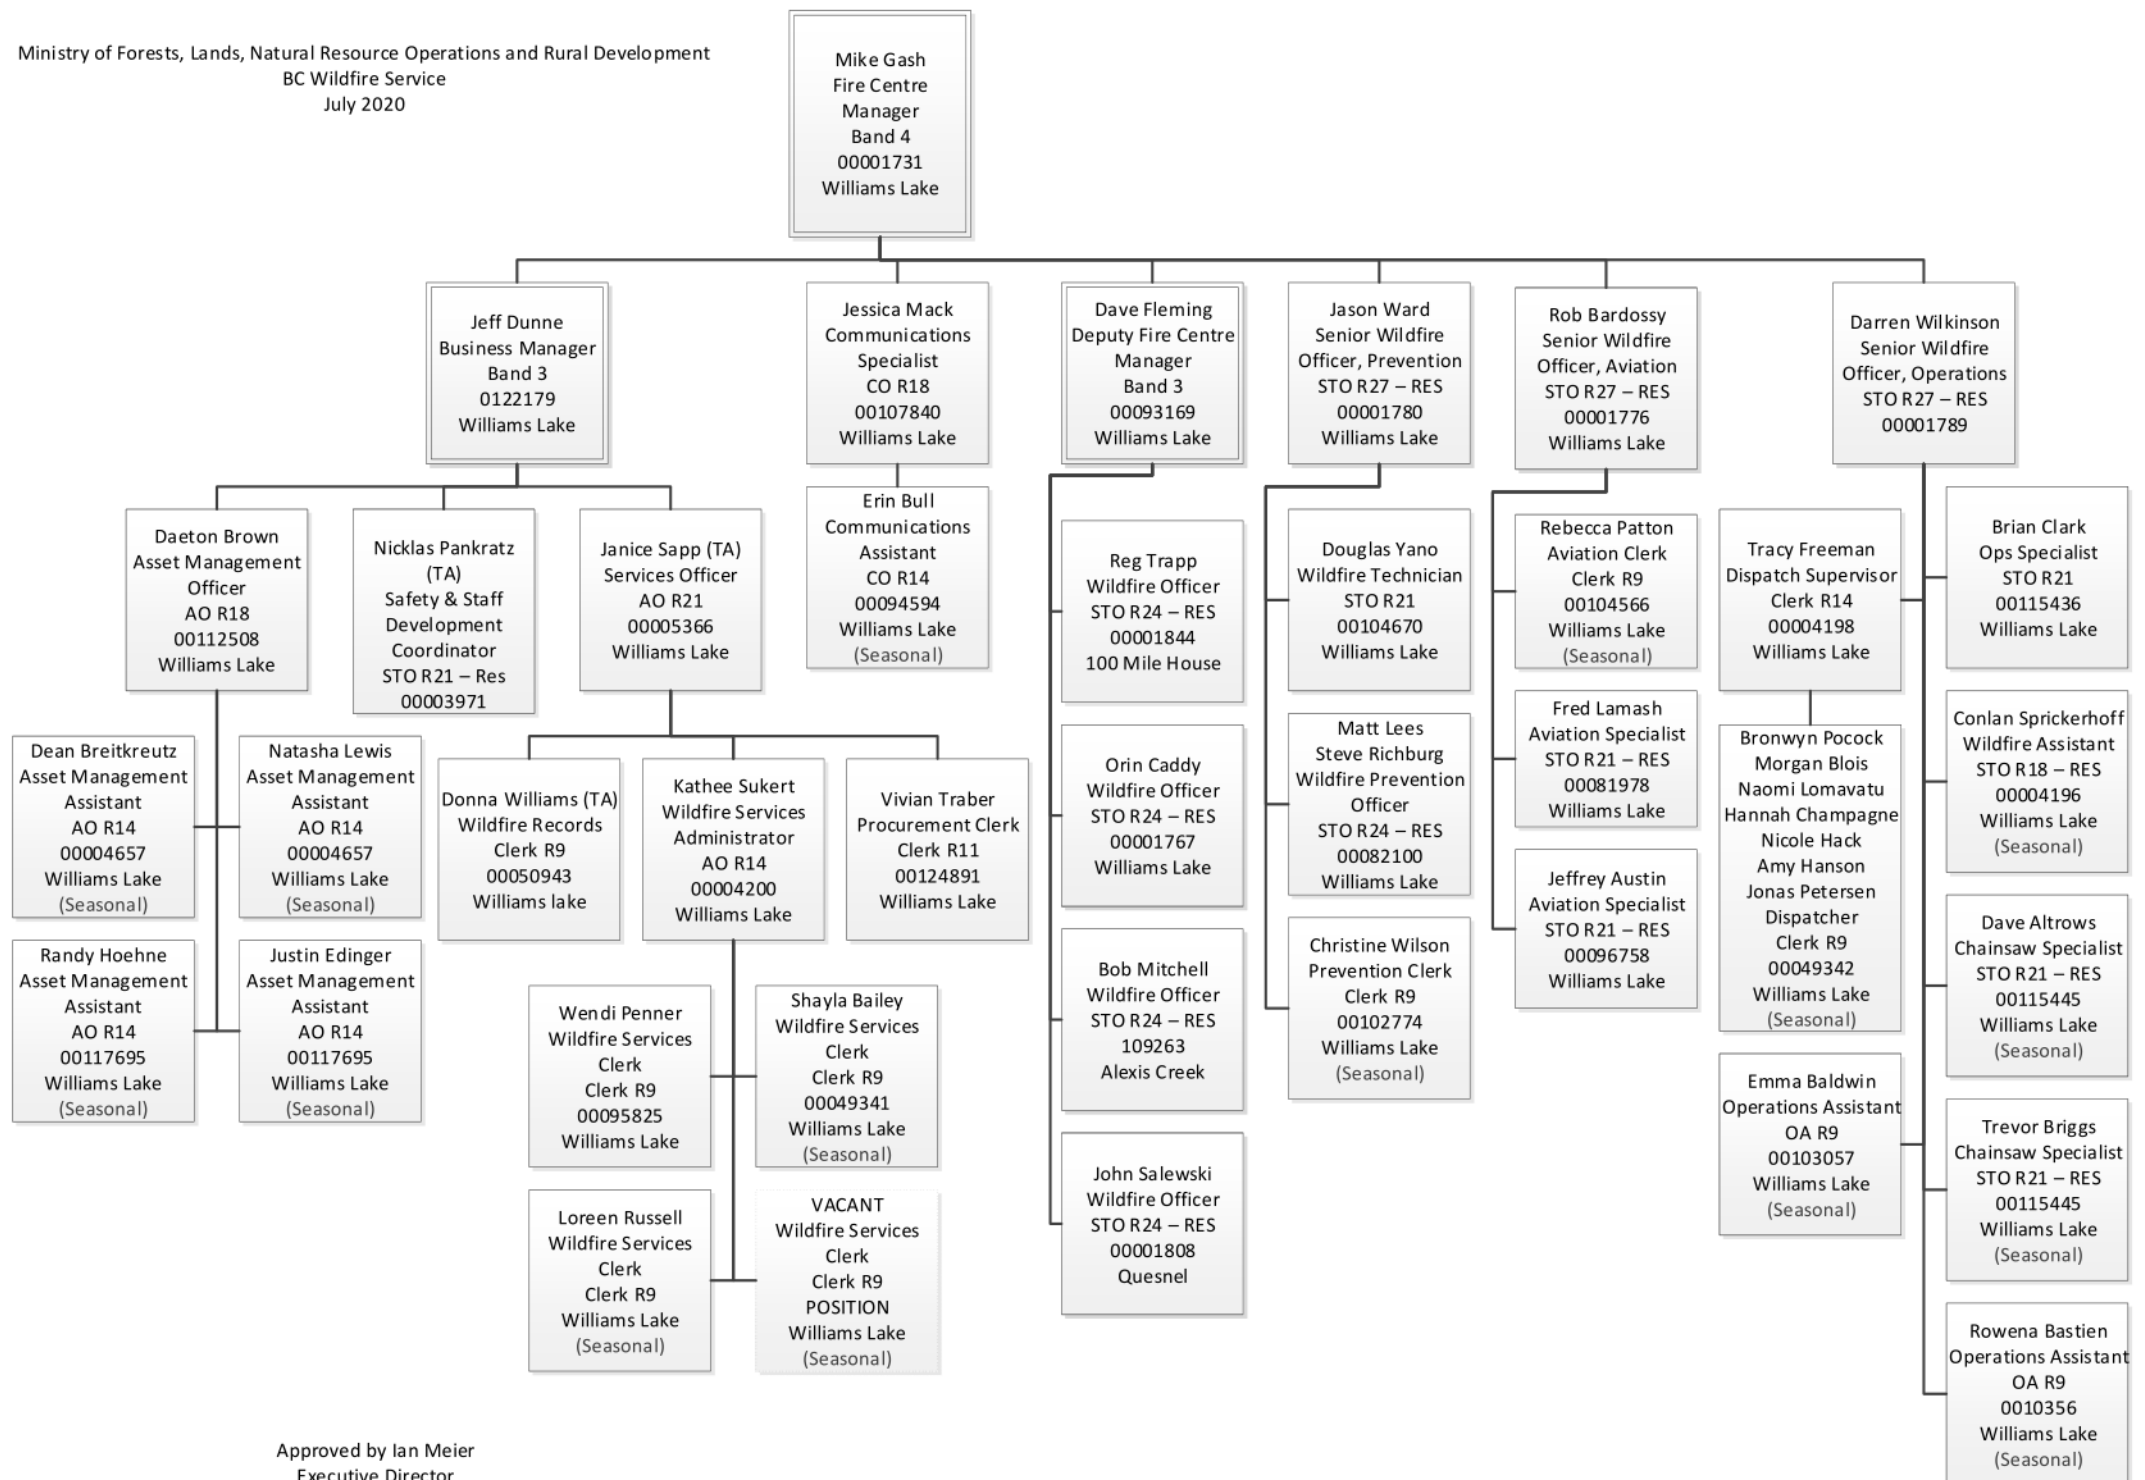 Ministry of Forests, Lands, Natural Resource Operations and Rural Development
BC Wildfire Service
July 2020
Mike Gash
Fire Centre
Manager
Band 4
00001731
Williams Lake
Jeff Dunne
Business Manager
Band 3
0122179
Williams Lake
Jessica Mack
Communications
Specialist
CO R18
00107840
Williams Lake
Dave Fleming
Deputy Fire Centre
Manager
Band 3
00093169
Williams Lake
Jason Ward
Senior Wildfire
Officer, Prevention
STO R27 – RES
00001780
Williams Lake
Rob Bardossy
Senior Wildfire
Officer, Aviation
STO R27 – RES
00001776
Williams Lake
Darren Wilkinson
Senior Wildfire
Officer, Operations
STO R27 – RES
00001789
Daeton Brown
Asset Management
Officer
AO R18
00112508
Williams Lake
Nicklas Pankratz
(TA)
Safety & Staff
Development
Coordinator
STO R21 – Res
00003971
Janice Sapp (TA)
Services Officer
AO R21
00005366
Williams Lake
Erin Bull
Communications
Assistant
CO R14
00094594
Williams Lake
(Seasonal)
Dean Breitkreutz
Asset Management
Assistant
AO R14
00004657
Williams Lake
(Seasonal)
Natasha Lewis
Asset Management
Assistant
AO R14
00004657
Williams Lake
(Seasonal)
Randy Hoehne
Asset Management
Assistant
AO R14
00117695
Williams Lake
(Seasonal)
Justin Edinger
Asset Management
Assistant
AO R14
00117695
Williams Lake
(Seasonal)
Donna Williams (TA)
Wildfire Records
Clerk R9
00050943
Williams lake
Kathee Sukert
Wildfire Services
Administrator
AO R14
00004200
Williams Lake
Vivian Traber
Procurement Clerk
Clerk R11
00124891
Williams Lake
Wendi Penner
Wildfire Services
Clerk
Clerk R9
00095825
Williams Lake
Shayla Bailey
Wildfire Services
Clerk
Clerk R9
00049341
Williams Lake
(Seasonal)
Loreen Russell
Wildfire Services
Clerk
Clerk R9
Williams Lake
(Seasonal)
VACANT
Wildfire Services
Clerk
Clerk R9
POSITION
Williams Lake
(Seasonal)
Reg Trapp
Wildfire Officer
STO R24 – RES
00001844
100 Mile House
Orin Caddy
Wildfire Officer
STO R24 – RES
00001767
Williams Lake
Bob Mitchell
Wildfire Officer
STO R24 – RES
109263
Alexis Creek
John Salewski
Wildfire Officer
STO R24 – RES
00001808
Quesnel
Douglas Yano
Wildfire Technician
STO R21
00104670
Williams Lake
Matt Lees
Steve Richburg
Wildfire Prevention
Officer
STO R24 – RES
00082100
Williams Lake
Christine Wilson
Prevention Clerk
Clerk R9
00102774
Williams Lake
(Seasonal)
Rebecca Patton
Aviation Clerk
Clerk R9
00104566
Williams Lake
(Seasonal)
Fred Lamash
Aviation Specialist
STO R21 – RES
00081978
Williams Lake
Jeffrey Austin
Aviation Specialist
STO R21 – RES
00096758
Williams Lake
Tracy Freeman
Dispatch Supervisor
Clerk R14
00004198
Williams Lake
Bronwyn Pocock
Morgan Blois
Naomi Lomavatu
Hannah Champagne
Nicole Hack
Amy Hanson
Jonas Petersen
Dispatcher
Clerk R9
00049342
Williams Lake
(Seasonal)
Emma Baldwin
Operations Assistant
OA R9
00103057
Williams Lake
(Seasonal)
Brian Clark
Ops Specialist
STO R21
00115436
Williams Lake
Conlan Sprickerhoff
Wildfire Assistant
STO R18 – RES
00004196
Williams Lake
(Seasonal)
Dave Altrows
Chainsaw Specialist
STO R21 – RES
00115445
Williams Lake
(Seasonal)
Trevor Briggs
Chainsaw Specialist
STO R21 – RES
00115445
Williams Lake
(Seasonal)
Rowena Bastien
Operations Assistant
OA R9
0010356
Williams Lake
(Seasonal)
Approved by Ian Meier
Executive Director